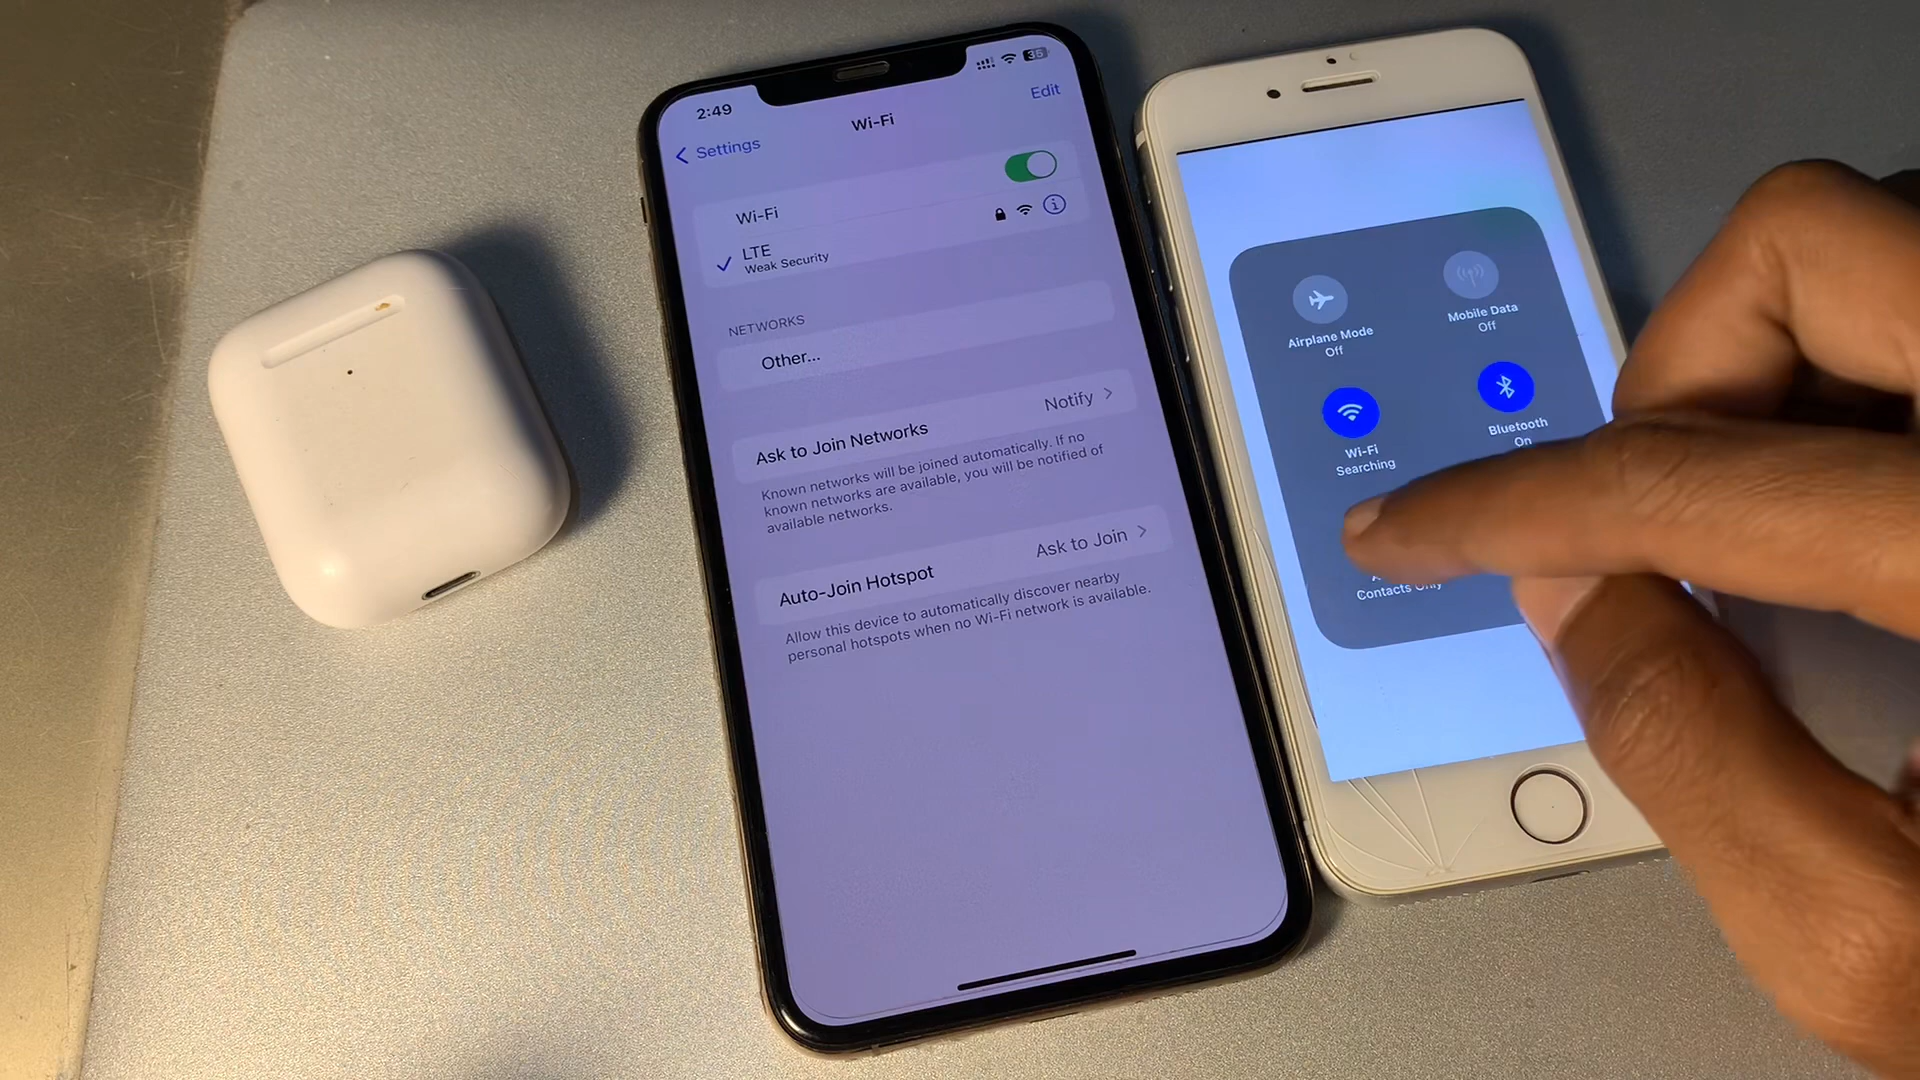 2:49
35
Settings
Wi-Fi
Edit
Wi-Fi
LTE
Weak Security
NETWORKS
Other...
Ask to Join Networks
Notify
Known networks will be joined automatically. If no
known networks are available, you will be notified of
available networks.
Auto-Join Hotspot
Ask to Join
Allow this device to automatically discover nearby
personal hotspots when no Wi-Fi network is available.
Airplane Mode
Off
Mobile Data
Off
Wi-Fi
Searching
Bluetooth
On
Contacts Only